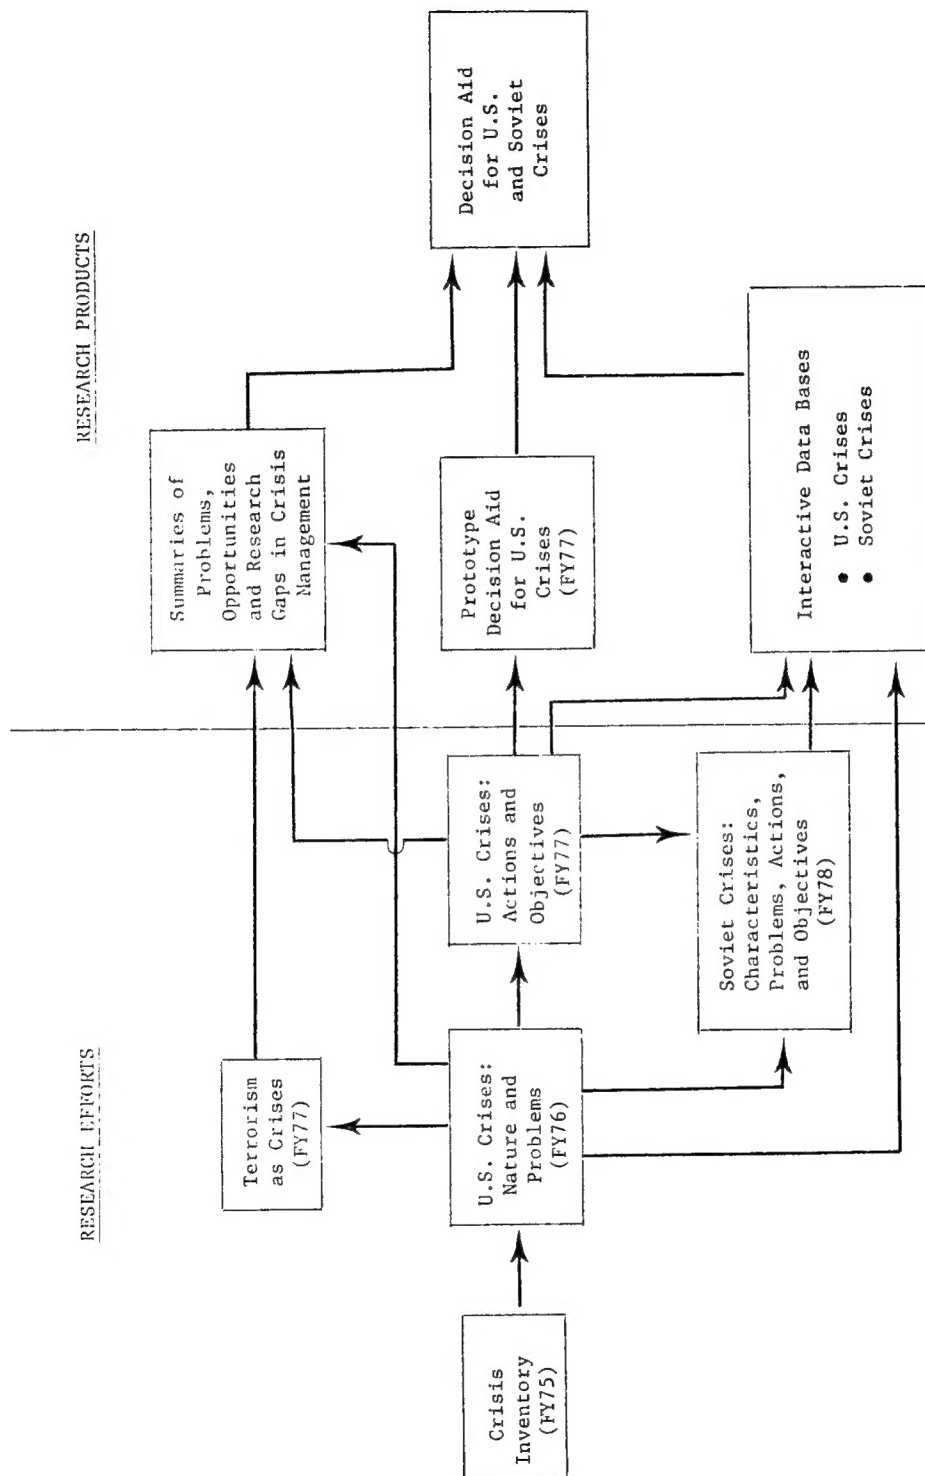 RESEARCH EFFORTS
RESEARCH PRODUCTS
Crisis
Inventory
(FY75)
Terrorism
as Crises
(FY77)
U.S. Crises:
Nature and
Problems
(FY76)
U.S. Crises:
Actions and
Objectives
(FY77)
Soviet Crises:
Characteristics,
Problems, Actions,
and Objectives
(FY78)
Summaries of
Problems,
Opportunities
and Research
Gaps in Crisis
Management
Prototype
Decision Aid
for U.S.
Crises
(FY77)
Interactive Data Bases
• U.S. Crises
• Soviet Crises
Decision Aid
for U.S.
and Soviet
Crises